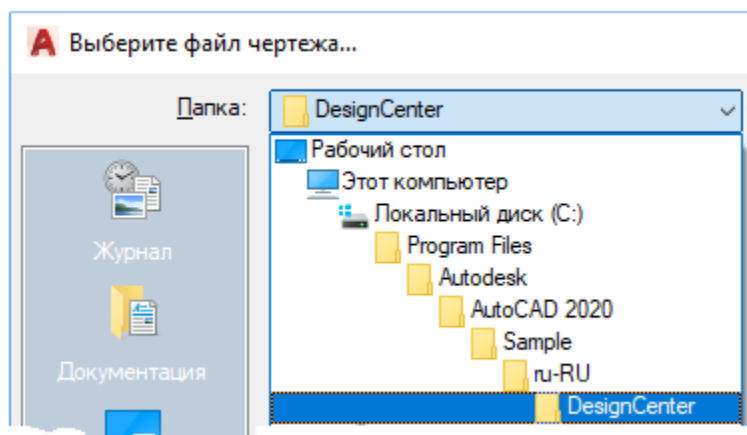 Выберите файл чертежа...
Папка:
DesignCenter
Рабочий стол
Этот компьютер
Локальный диск (C:)
Program Files
Autodesk
AutoCAD 2020
Sample
ru-RU
DesignCenter
Журнал
Документация